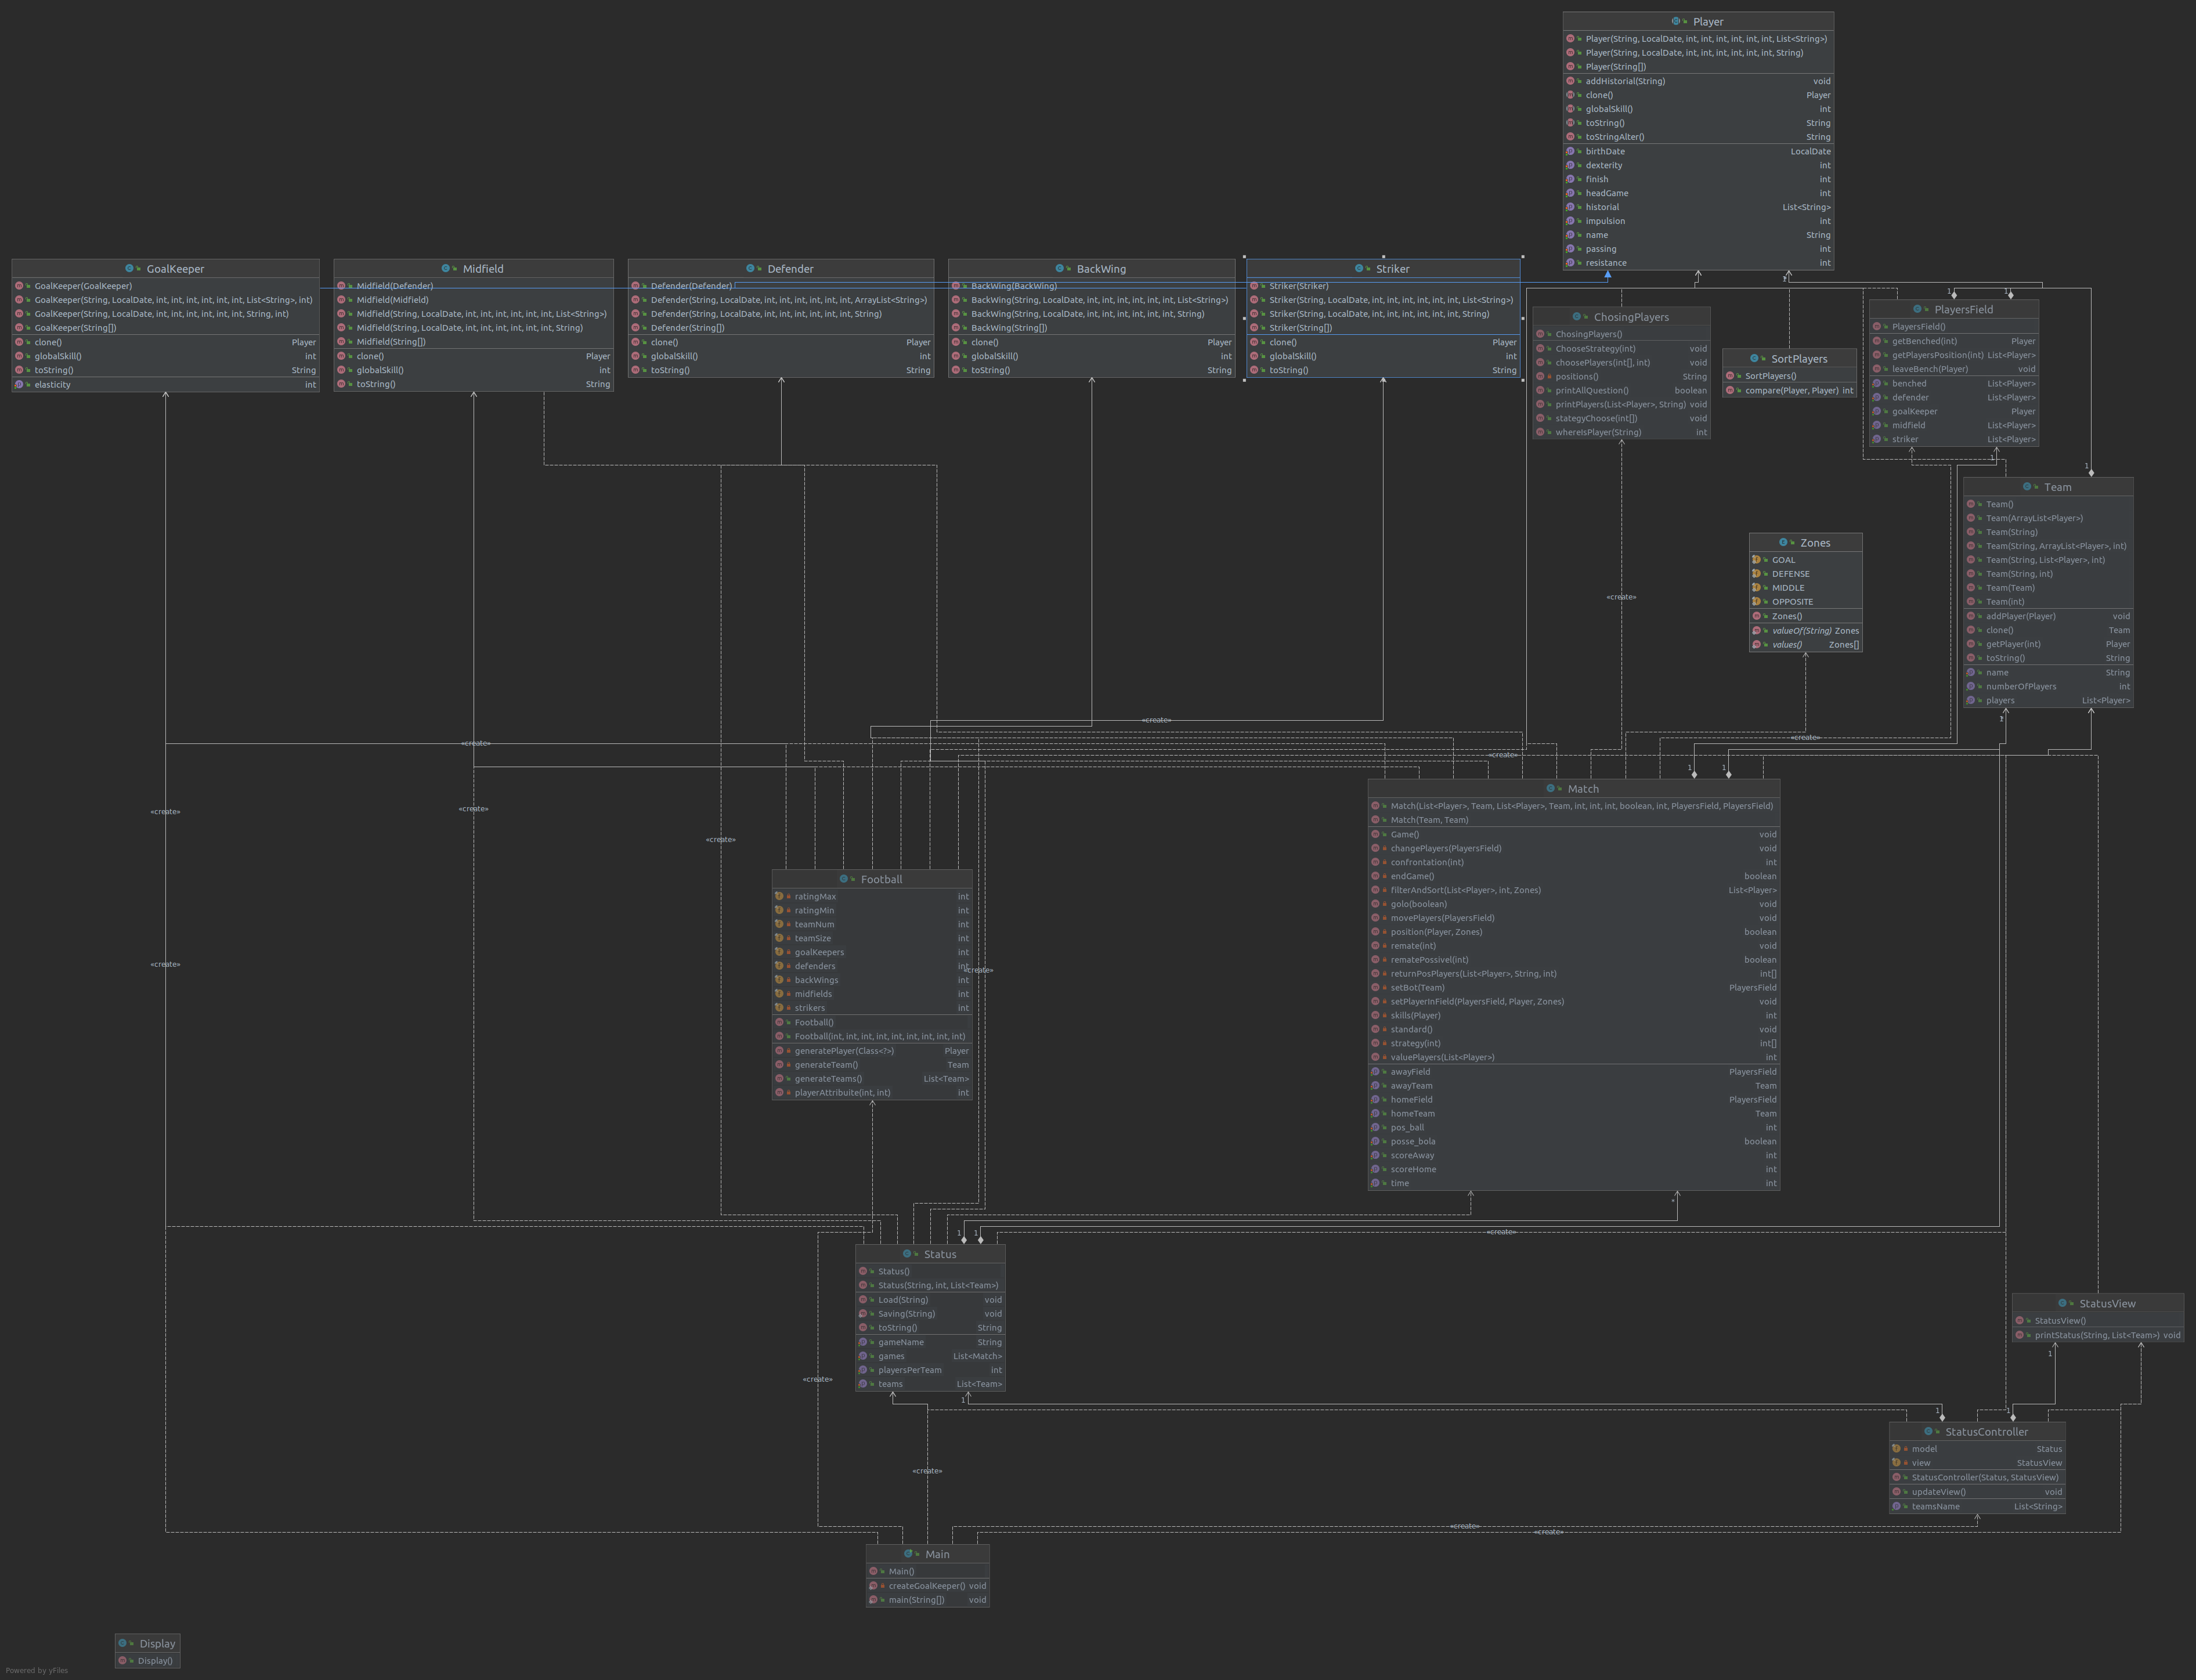 Player
Player(String, LocalDate, int, int, int, int, int, int, List<String>)
Player(String, LocalDate, int, int, int, int, int, int, String)
Player(String[])
addHistorial(String) void
clone() Player
globalSkill() int
toString() String
toStringAlter() String
birthDate LocalDate
dexterity int
finish int
headGame int
historial List<String>
impulsion int
name String
passing int
resistance int
GoalKeeper
GoalKeeper(GoalKeeper)
GoalKeeper(String, LocalDate, int, int, int, int, int, int, List<String>, int)
GoalKeeper(String, LocalDate, int, int, int, int, int, int, String, int)
GoalKeeper(String[])
clone() Player
globalSkill() int
toString() String
elasticity int
Midfield
Midfield(Defender)
Midfield(Midfield)
Midfield(String, LocalDate, int, int, int, int, int, int, List<String>)
Midfield(String, LocalDate, int, int, int, int, int, int, String)
Midfield(String[])
clone() Player
globalSkill() int
toString() String
Defender
Defender(Defender)
Defender(String, LocalDate, int, int, int, int, int, int, ArrayList<String>)
Defender(String, LocalDate, int, int, int, int, int, int, String)
Defender(String[])
clone() Player
globalSkill() int
toString() String
BackWing
BackWing(BackWing)
BackWing(String, LocalDate, int, int, int, int, int, int, List<String>)
BackWing(String, LocalDate, int, int, int, int, int, int, String)
BackWing(String[])
clone() Player
globalSkill() int
toString() String
Striker
Striker(Striker)
Striker(String, LocalDate, int, int, int, int, int, int, List<String>)
Striker(String, LocalDate, int, int, int, int, int, int, String)
Striker(String[])
clone() Player
globalSkill() int
toString() String
ChosingPlayers
ChosingPlayers()
ChooseStrategy(int) void
choosePlayers(int[], int) void
positions() String
printAllQuestion() boolean
printPlayers(List<Player>, String) void
stategyChoose(int[]) void
whereIsPlayer(String) int
SortPlayers
SortPlayers()
compare(Player, Player) int
1
1
PlayersField
PlayersField()
getBenched(int) Player
getPlayersPosition(int) List<Player>
leaveBench(Player) void
benched List<Player>
defender List<Player>
goalKeeper Player
midfield List<Player>
striker List<Player>
1
1
Team
Team()
Team(ArrayList<Player>)
Team(String)
Team(String, ArrayList<Player>, int)
Team(String, List<Player>, int)
Team(String, int)
Team(Team)
Team(int)
addPlayer(Player) void
clone() Team
getPlayer(int) Player
toString() String
name String
numberOfPlayers int
players List<Player>
Zones
GOAL
DEFENSE
MIDDLE
OPPOSITE
Zones()
valueOf(String) Zones
values() Zones[]
«create»
«create»
«create»
«create»
«create»
«create»
«create»
«create»
1
1
Match
Match(List<Player>, Team, List<Player>, Team, int, int, int, boolean, int, PlayersField, PlayersField)
Match(Team, Team)
Game() void
changePlayers(PlayersField) void
confrontation(int) int
endGame() boolean
filterAndSort(List<Player>, int, Zones) List<Player>
golo(boolean) void
movePlayers(PlayersField) void
position(Player, Zones) boolean
remate(int) void
rematePossivel(int) boolean
returnPosPlayers(List<Player>, String, int) int[]
setBot(Team) PlayersField
setPlayerInField(PlayersField, Player, Zones) void
skills(Player) int
standard() void
strategy(int) int[]
valuePlayers(List<Player>) int
awayField PlayersField
awayTeam Team
homeField PlayersField
homeTeam Team
pos_ball int
posse_bola boolean
scoreAway int
scoreHome int
time int
«create»
Football
ratingMax int
ratingMin int
teamNum int
teamSize int
goalKeepers int
defenders int
backWings int
midfields int
strikers int
Football()
Football(int, int, int, int, int, int, int, int, int)
generatePlayer(Class<?>) Player
generateTeam() Team
generateTeams() List<Team>
playerAttribuite(int, int) int
«create»
«create»
*
1
1
«create»
Status
Status()
Status(String, int, List<Team>)
Load(String) void
Saving(String) void
toString() String
gameName String
games List<Match>
playersPerTeam int
teams List<Team>
StatusView
StatusView()
printStatus(String, List<Team>) void
1
«create»
1
1
1
StatusController
model Status
view StatusView
StatusController(Status, StatusView)
updateView() void
teamsName List<String>
«create»
«create»
«create»
Main
Main()
createGoalKeeper() void
main(String[]) void
Display
Display()
Powered by yFiles